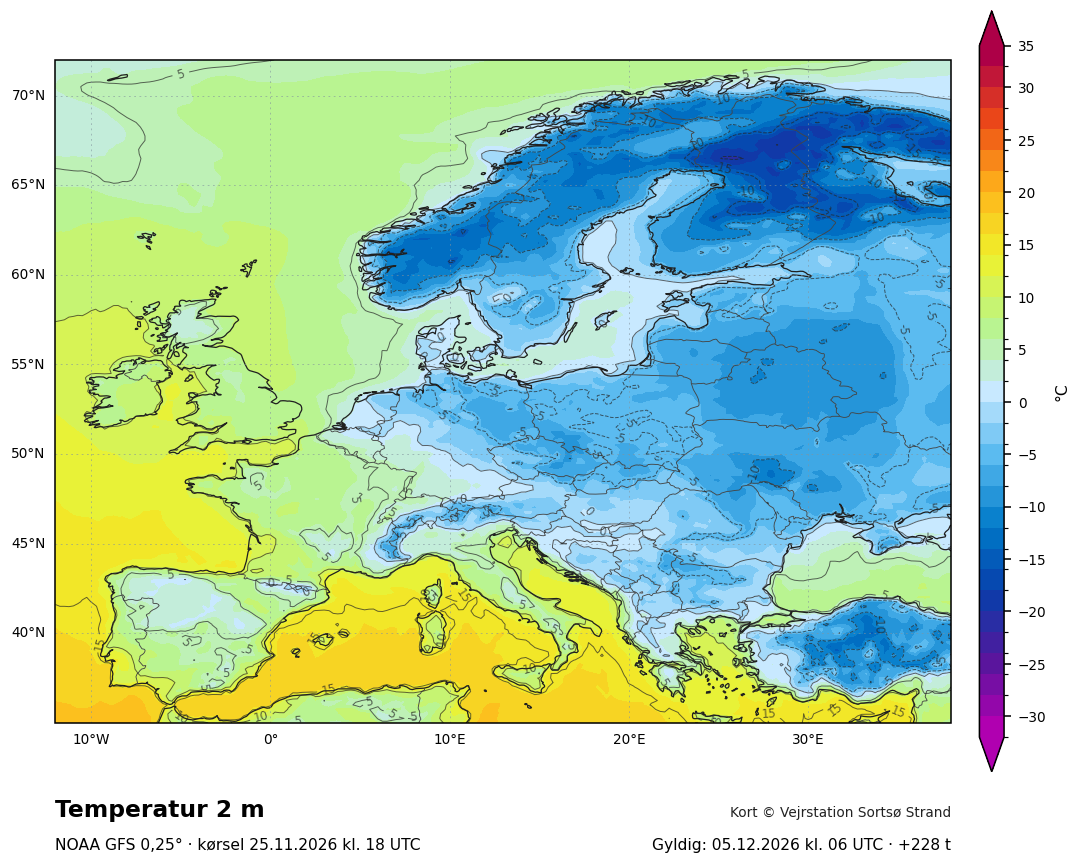 70°N
65°N
60°N
55°N
50°N
45°N
40°N
10°W
0°
10°E
20°E
30°E
35
30
25
20
15
10
5
0
−5
−10
−15
−20
−25
−30
°C
Temperatur 2 m
Kort © Vejrstation Sortsø Strand
NOAA GFS 0,25° · kørsel 25.11.2026 kl. 18 UTC
Gyldig: 05.12.2026 kl. 06 UTC · +228 t